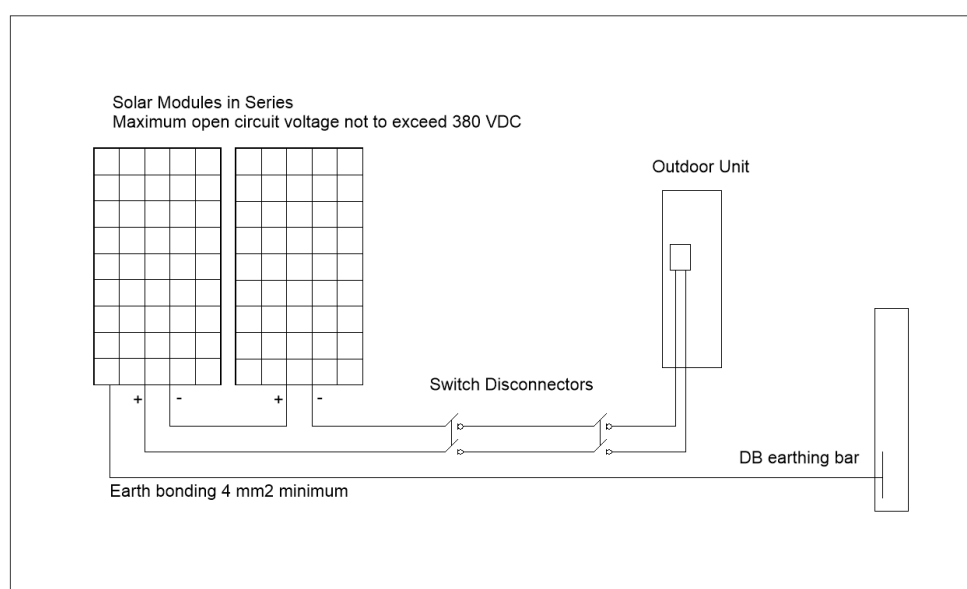 Solar Modules in Series
Maximum open circuit voltage not to exceed 380 VDC
Outdoor Unit
Switch Disconnectors
+ - + -
DB earthing bar
Earth bonding 4 mm2 minimum